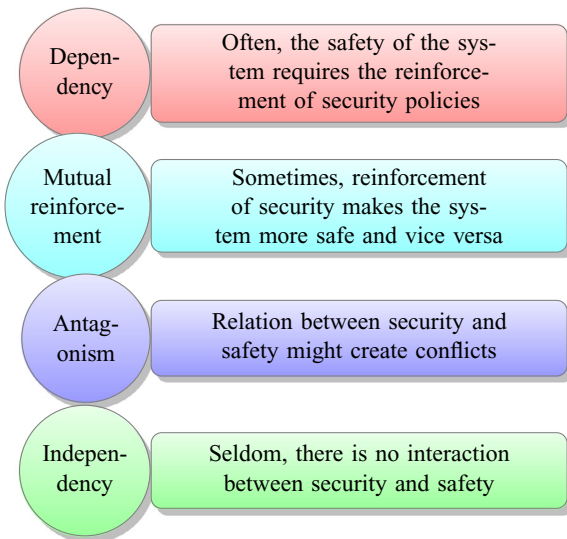 Depen-
dency
Often, the safety of the sys-
tem requires the reinforce-
ment of security policies
Mutual
reinforce-
ment
Sometimes, reinforcement
of security makes the sys-
tem more safe and vice versa
Antag-
onism
Relation between security and
safety might create conflicts
Indepen-
dency
Seldom, there is no interaction
between security and safety